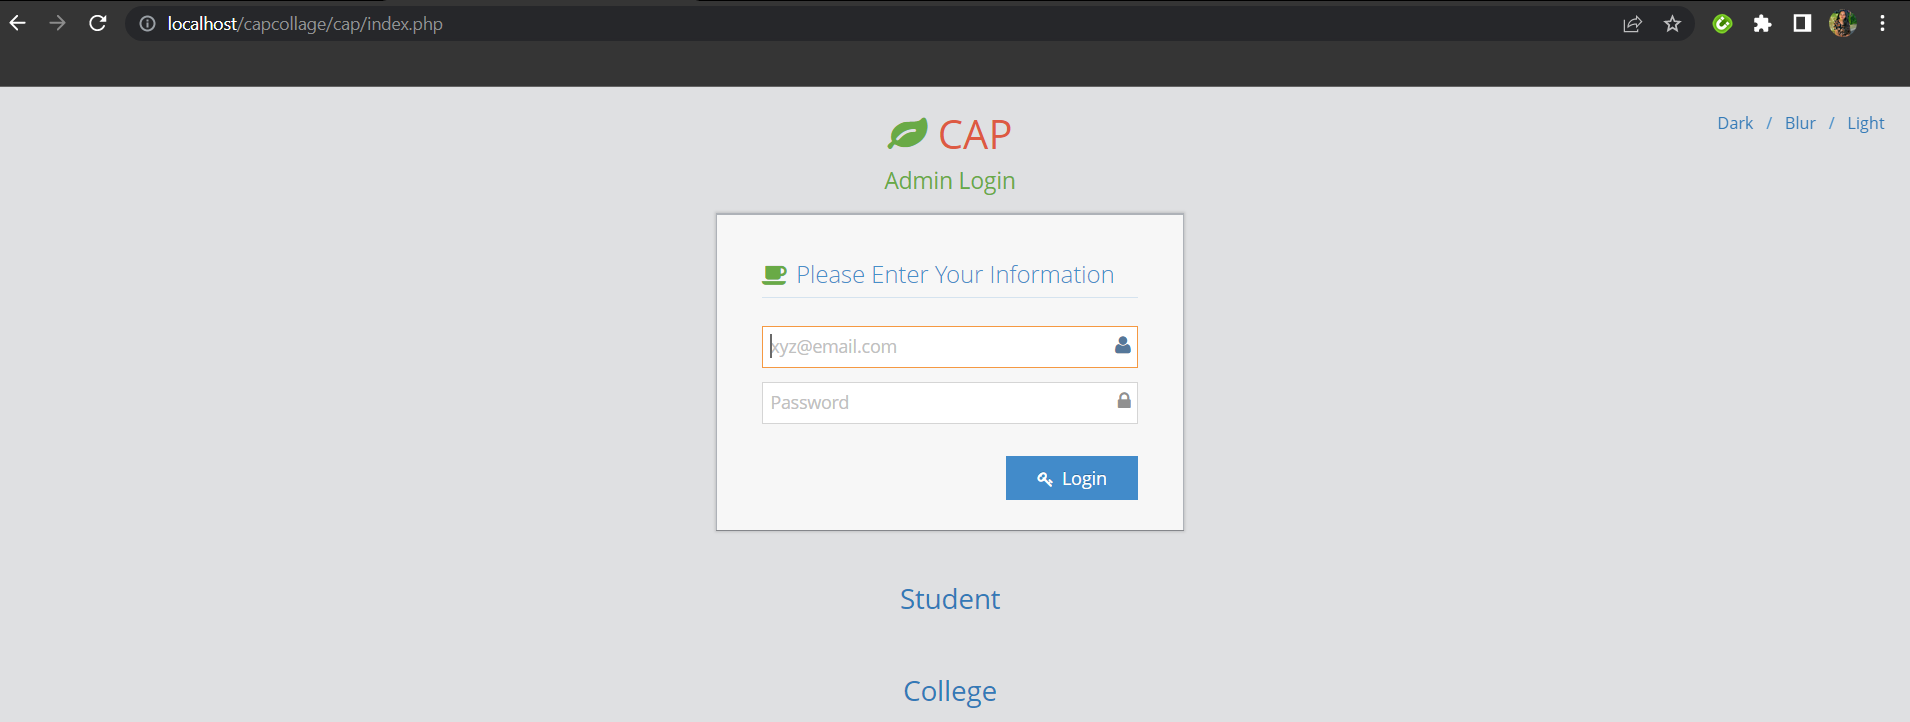 localhost/capcollage/cap/index.php
CAP
Dark / Blur / Light
Admin Login
Please Enter Your Information
xyz@email.com
Password
Login
Student
College